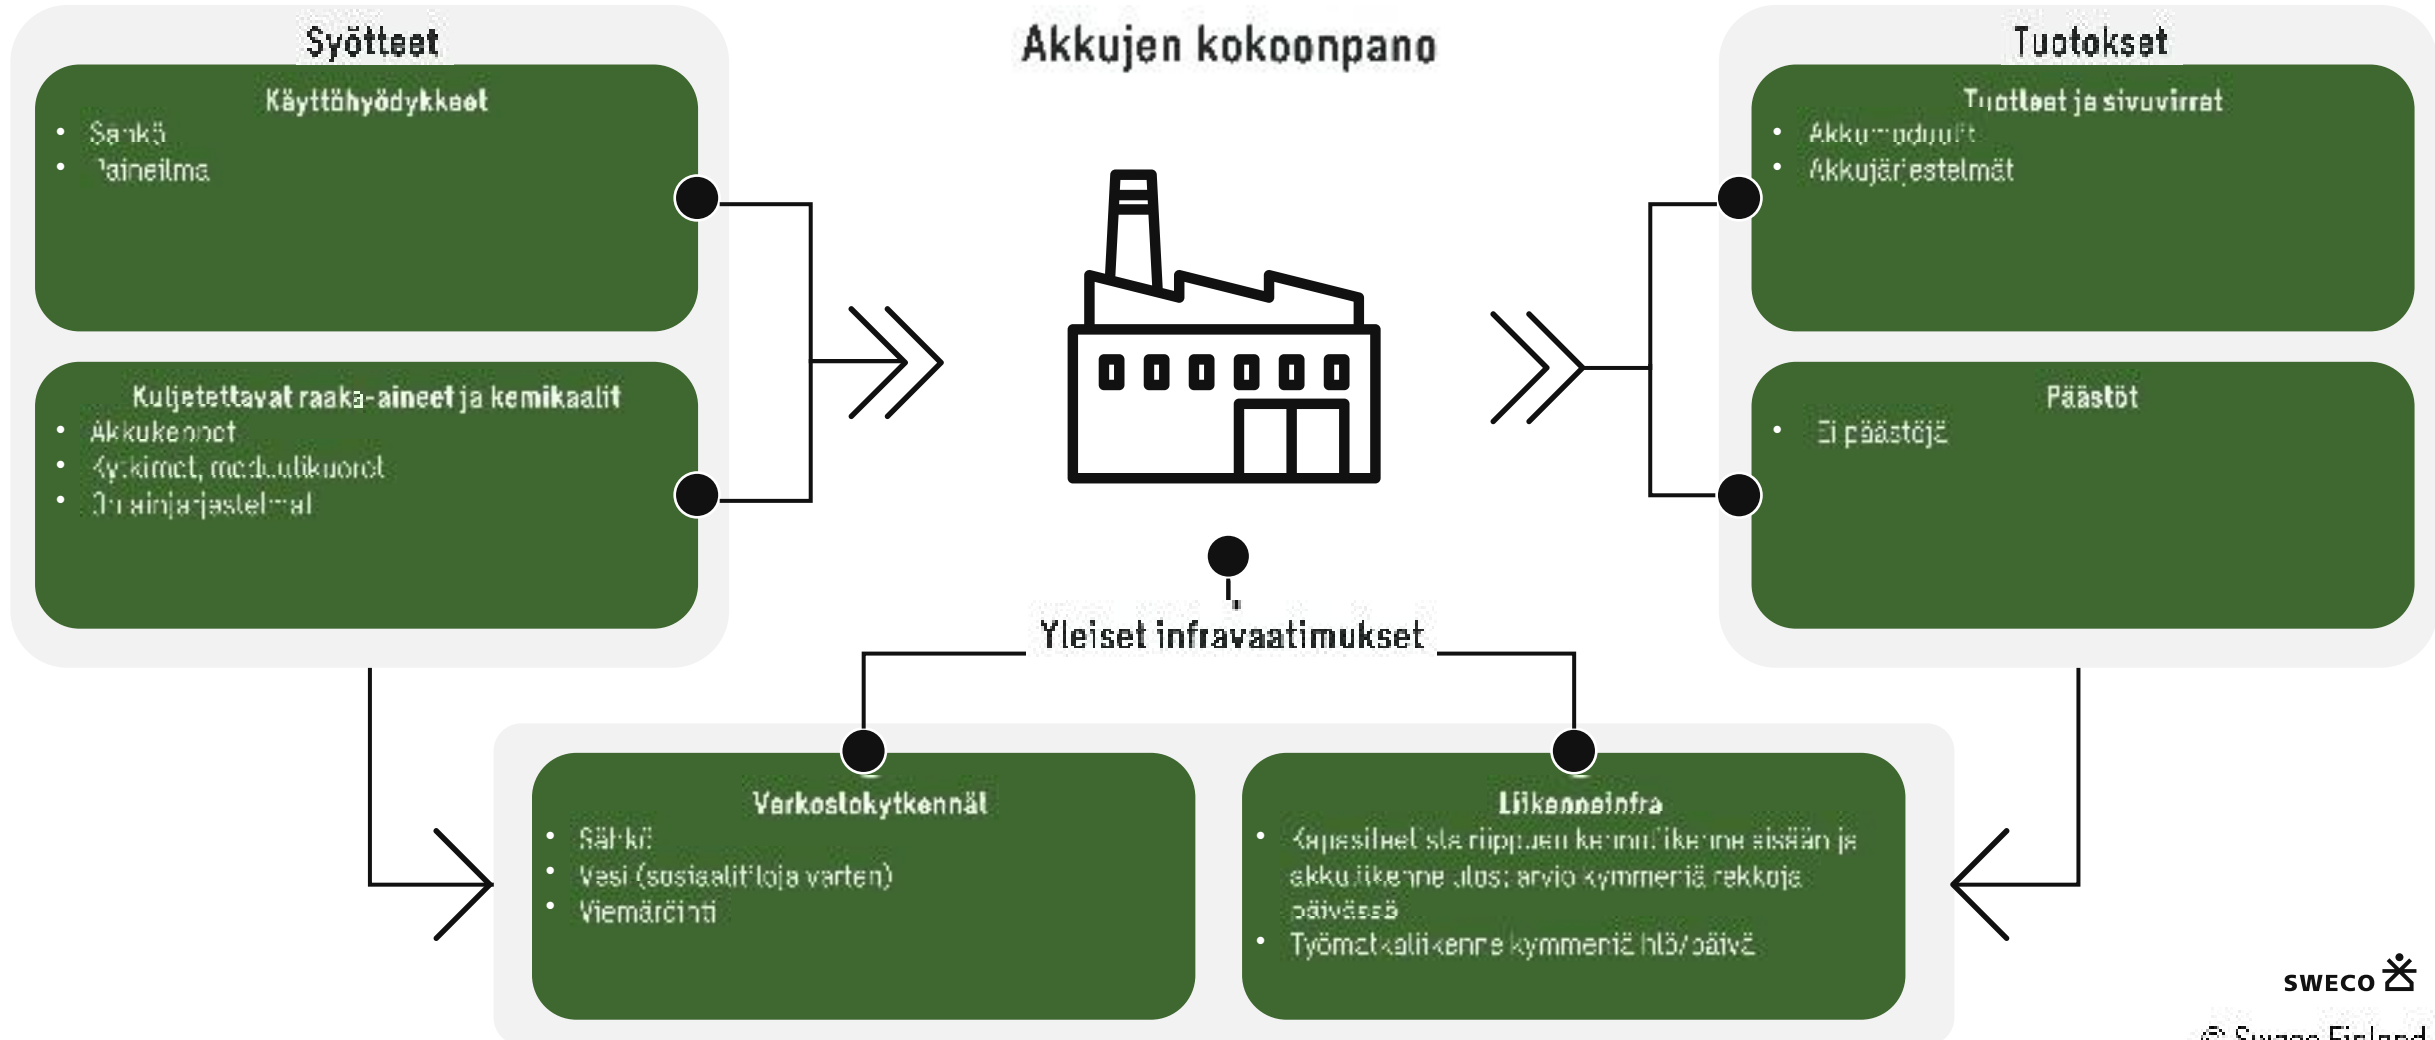 Syötteet
Akkujen kokoonpano
Tuotokset
Käyttöhyödykkeet
• Sähkö
• Paineilma
Tuotteet ja sivuvirrat
• Akkumoduulit
• Akkujärjestelmät
Kuljetettavat raaka-aineet ja kemikaalit
• Akkukennot
• Kytkimet, moduulikuoret
• Ohjainjärjestelmät
Päästöt
• Ei päästöjä
Yleiset infravaatimukset
Verkostokytkennät
• Sähkö
• Vesi (sosiaalitiloja varten)
• Viemäröinti
Liikenneinfra
• Kapasiteetista riippuen kennoliikenne sisään ja
akkuliikenne ulos: arvio kymmeniä rekkoja
päivässä
• Työmatkaliikenne kymmeniä hlö/päivä
SWECO
© Sweco Finland